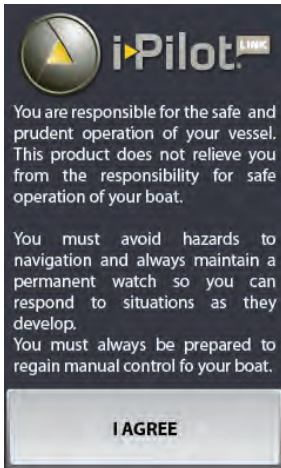 i-Pilot. LINK
You are responsible for the safe and
prudent operation of your vessel.
This product does not relieve you
from the responsibility for safe
operation of your boat.
You must avoid hazards to
navigation and always maintain a
permanent watch so you can
respond to situations as they
develop.
You must always be prepared to
regain manual control fo your boat.
I AGREE